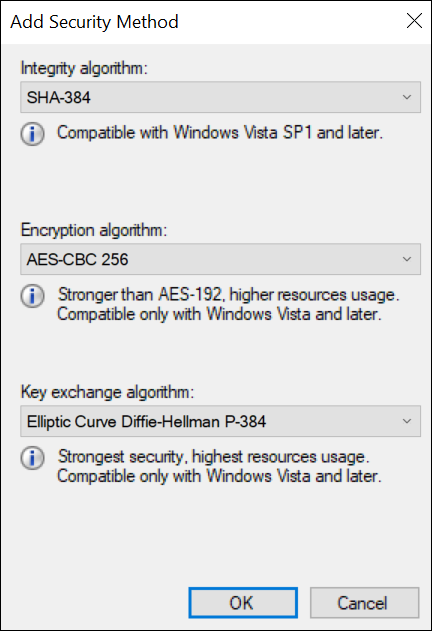 Add Security Method
Integrity algorithm:
SHA-384
Compatible with Windows Vista SP1 and later.
Encryption algorithm:
AES-CBC 256
Stronger than AES-192, higher resources usage.
Compatible only with Windows Vista and later.
Key exchange algorithm:
Elliptic Curve Diffie-Hellman P-384
Strongest security, highest resources usage.
Compatible only with Windows Vista and later.
OK
Cancel